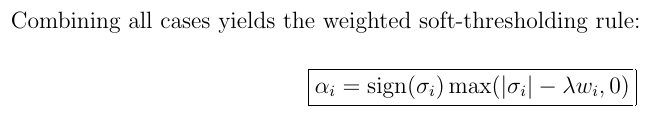 Combining all cases yields the weighted soft-thresholding rule:
αᵢ = sign(σᵢ) max(|σᵢ| − λwᵢ, 0)